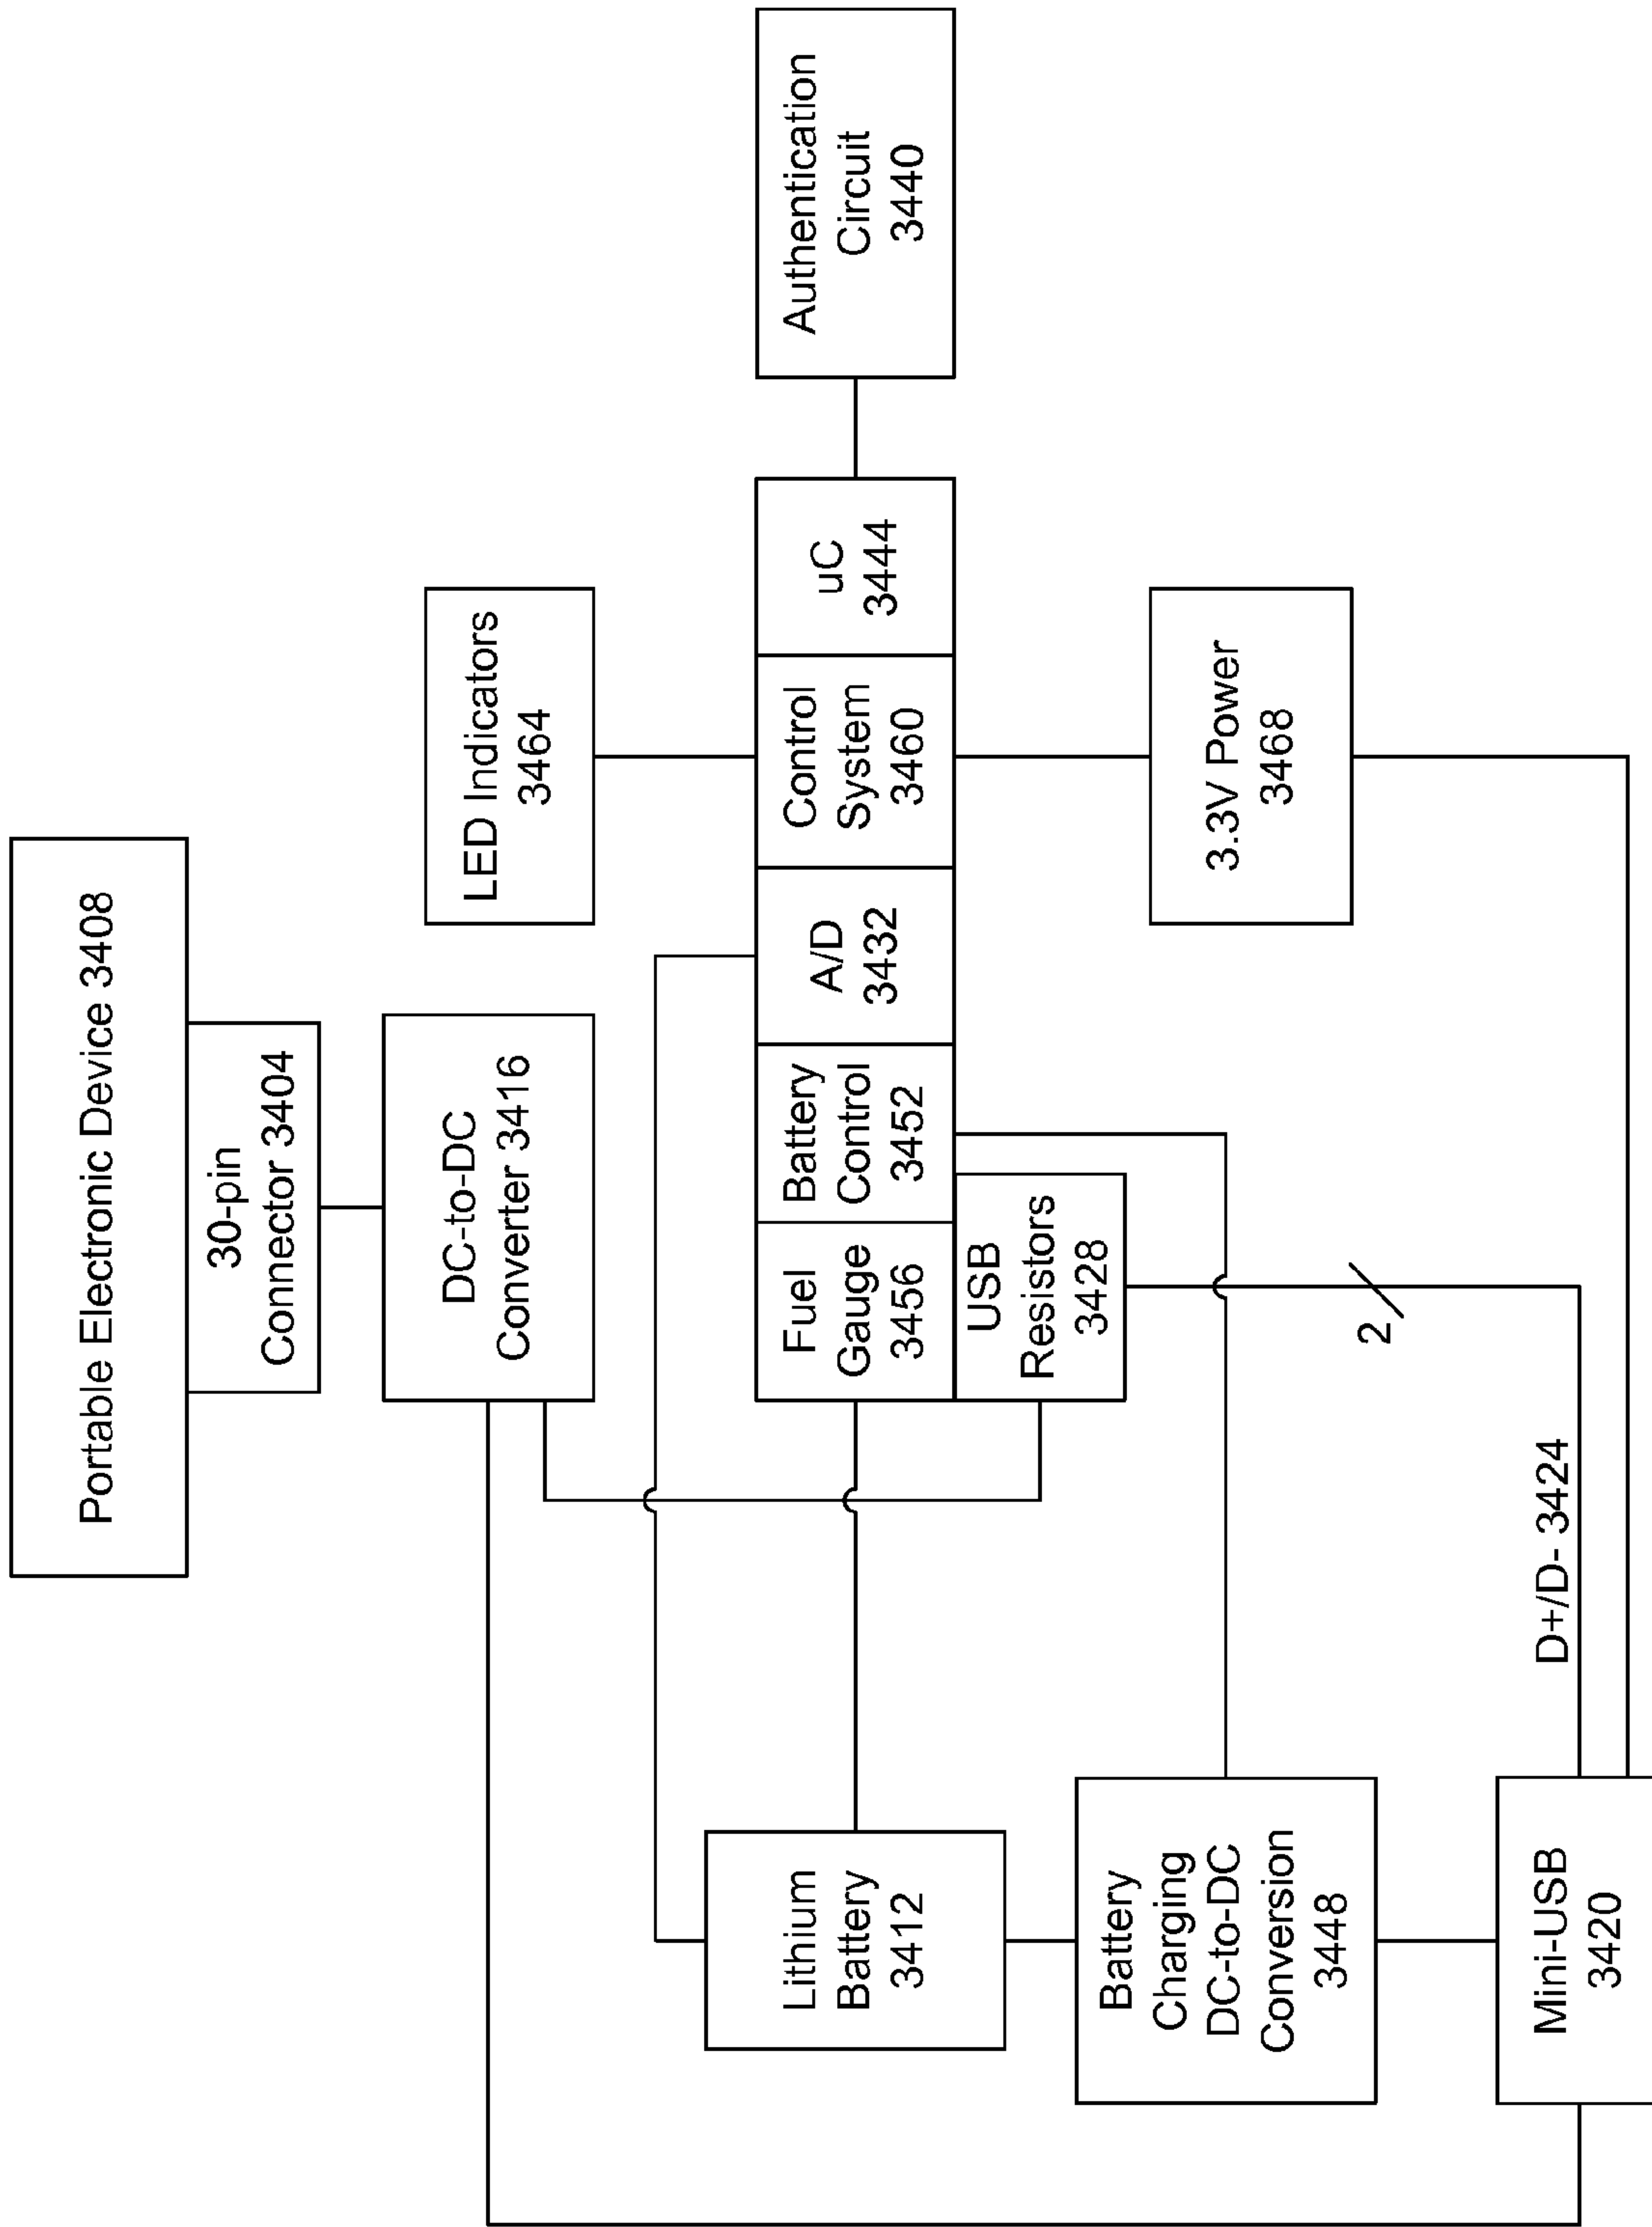 Portable Electronic Device 3408
30-pin
Connector 3404
DC-to-DC
Converter 3416
LED Indicators
3464
Lithium
Battery
3412
Fuel
Gauge
3456
Battery
Control
3452
A/D
3432
Control
System
3460
uC
3444
Authentication
Circuit
3440
USB
Resistors
3428
Battery
Charging
DC-to-DC
Conversion
3448
3.3V Power
3468
2
D+/D- 3424
Mini-USB
3420